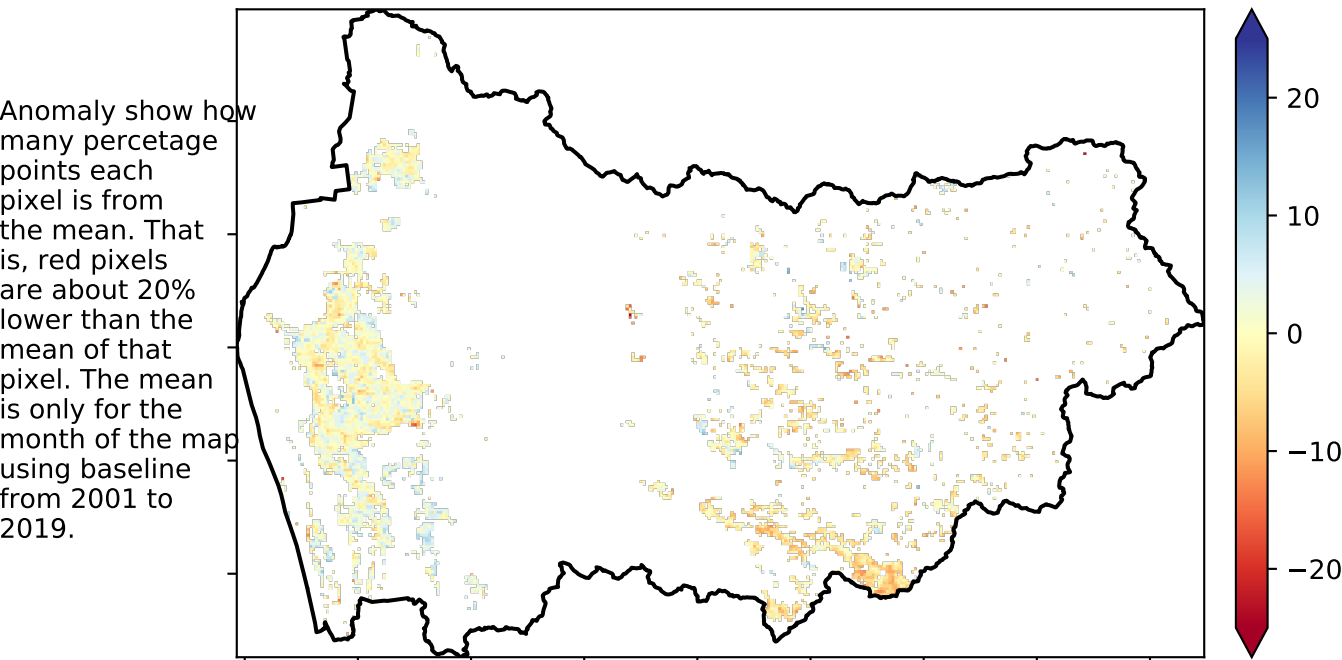 Anomaly show how
many percetage
points each
pixel is from
the mean. That
is, red pixels
are about 20%
lower than the
mean of that
pixel. The mean
is only for the
month of the map
using baseline
from 2001 to
2019.
20
10
0
−10
−20